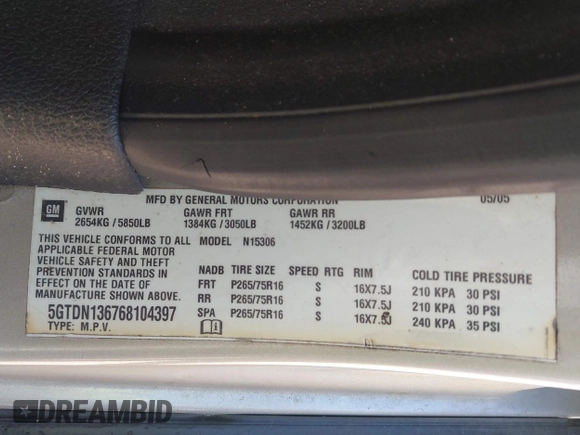 MFD BY GENERAL MOTORS CORPORATION 05/05
GM GVWR GAWR FRT GAWR RR
2654KG / 5850LB 1384KG / 3050LB 1452KG / 3200LB
THIS VEHICLE CONFORMS TO ALL MODEL N15306
APPLICABLE FEDERAL MOTOR
VEHICLE SAFETY AND THEFT
PREVENTION STANDARDS IN
EFFECT ON THE DATE OF
MANUFACTURE SHOWN ABOVE.
5GTDN136768104397
TYPE: M.P.V.
NADB TIRE SIZE SPEED RTG RIM COLD TIRE PRESSURE
FRT P265/75R16 S 16X7.5J 210 KPA 30 PSI
RR P265/75R16 S 16X7.5J 210 KPA 30 PSI
SPA P265/75R16 S 16X7.5J 240 KPA 35 PSI
DREAMBID